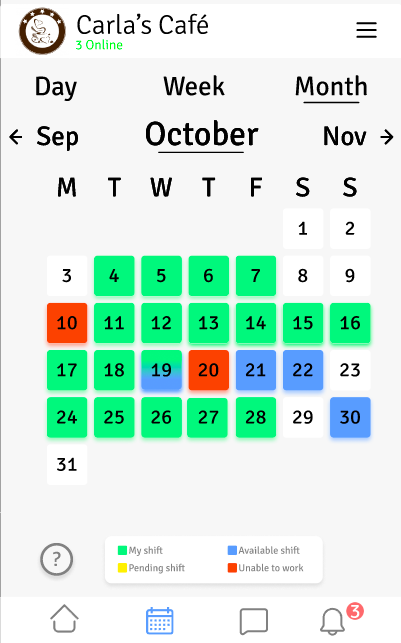 Carla's Café
3 Online
Day Week Month
Sep October Nov
M T W T F S S
1 2
3 4 5 6 7 8 9
10 11 12 13 14 15 16
17 18 19 20 21 22 23
24 25 26 27 28 29 30
31
? My shift Available shift
Pending shift Unable to work
3